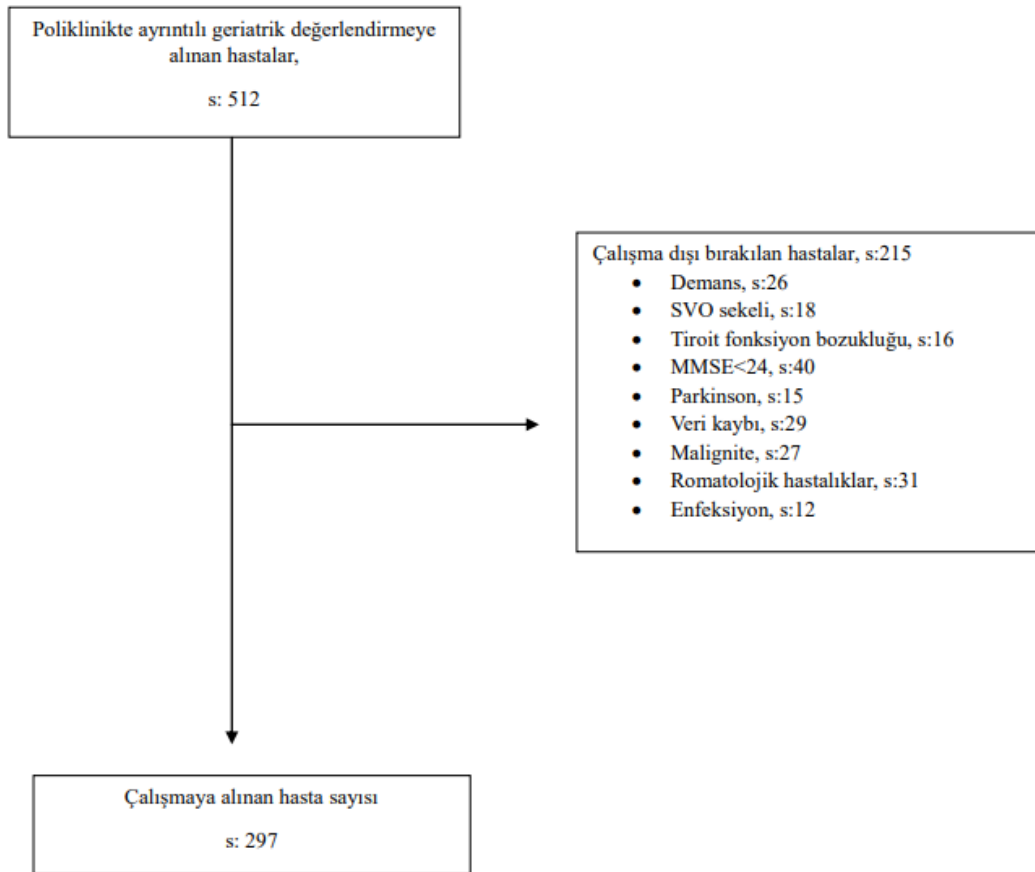 Poliklinikte ayrıntılı geriatrik değerlendirmeye
alınan hastalar,
s: 512
Çalışma dışı bırakılan hastalar, s:215
• Demans, s:26
• SVO sekeli, s:18
• Tiroit fonksiyon bozukluğu, s:16
• MMSE<24, s:40
• Parkinson, s:15
• Veri kaybı, s:29
• Malignite, s:27
• Romatolojik hastalıklar, s:31
• Enfeksiyon, s:12
Çalışmaya alınan hasta sayısı
s: 297